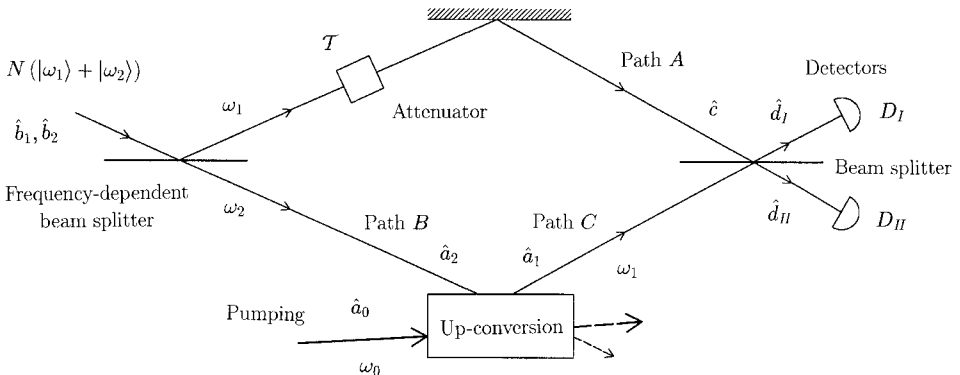 𝒯
Path A
N (|ω₁⟩ + |ω₂⟩)
Detectors
ω₁
Attenuator
ĉ
d̂_I
D_I
b̂₁, b̂₂
Beam splitter
Frequency-dependent
beam splitter
ω₂
Path B
Path C
d̂_II
D_II
â₂
â₁
ω₁
Pumping
â₀
Up-conversion
ω₀